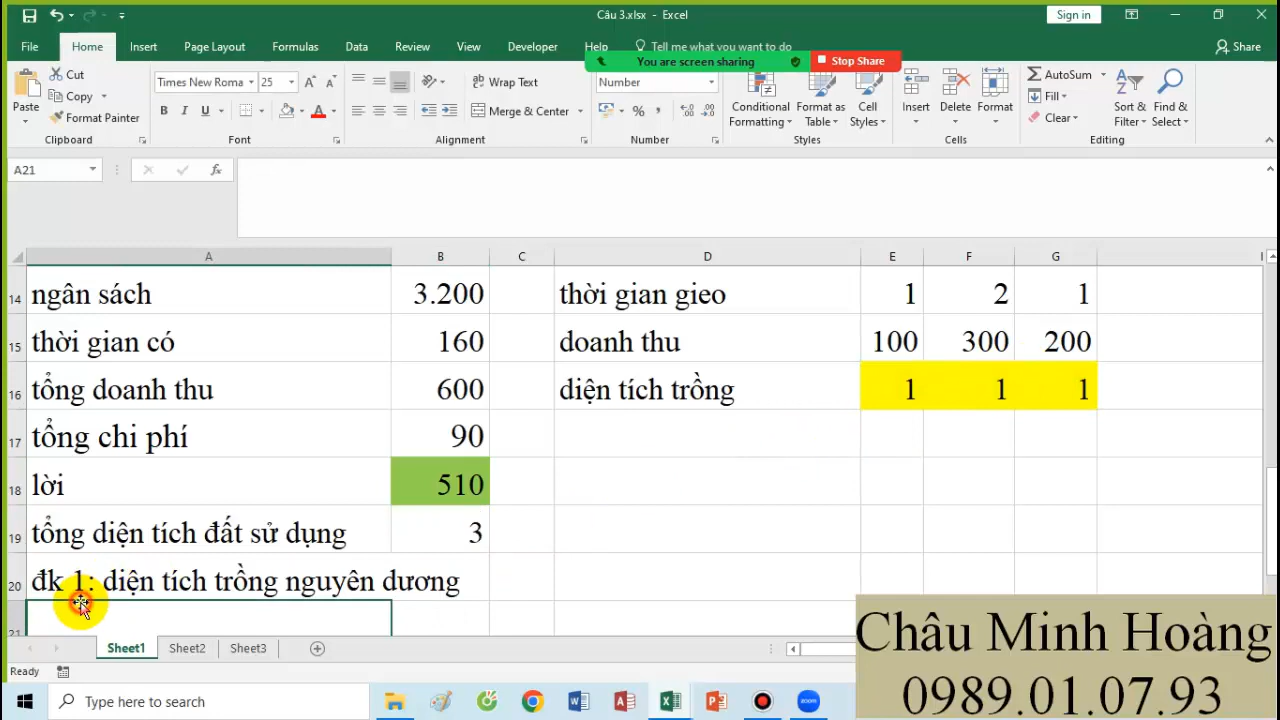 Câu 3.xlsx - Excel
Sign in
File Home Insert Page Layout Formulas Data Review View Developer Help Tell me what you want to do Share
You are screen sharing Stop Share
Paste Cut Copy Format Painter
Clipboard
Times New Roma 25
B I U
Font
Wrap Text
Merge & Center
Alignment
Number
%
Number
Conditional Formatting Format as Table Cell Styles
Styles
Insert Delete Format
Cells
AutoSum
Fill
Clear
Sort & Filter Find & Select
Editing
A21 fx
A B C D E F G
14 ngân sách 3.200 thời gian gieo 1 2 1
15 thời gian có 160 doanh thu 100 300 200
16 tổng doanh thu 600 diện tích trồng 1 1 1
17 tổng chi phí 90
18 lời 510
19 tổng diện tích đất sử dụng 3
20 đk 1: diện tích trồng nguyên dương
21
Sheet1 Sheet2 Sheet3
Ready
Type here to search
zoom
Châu Minh Hoàng
0989.01.07.93